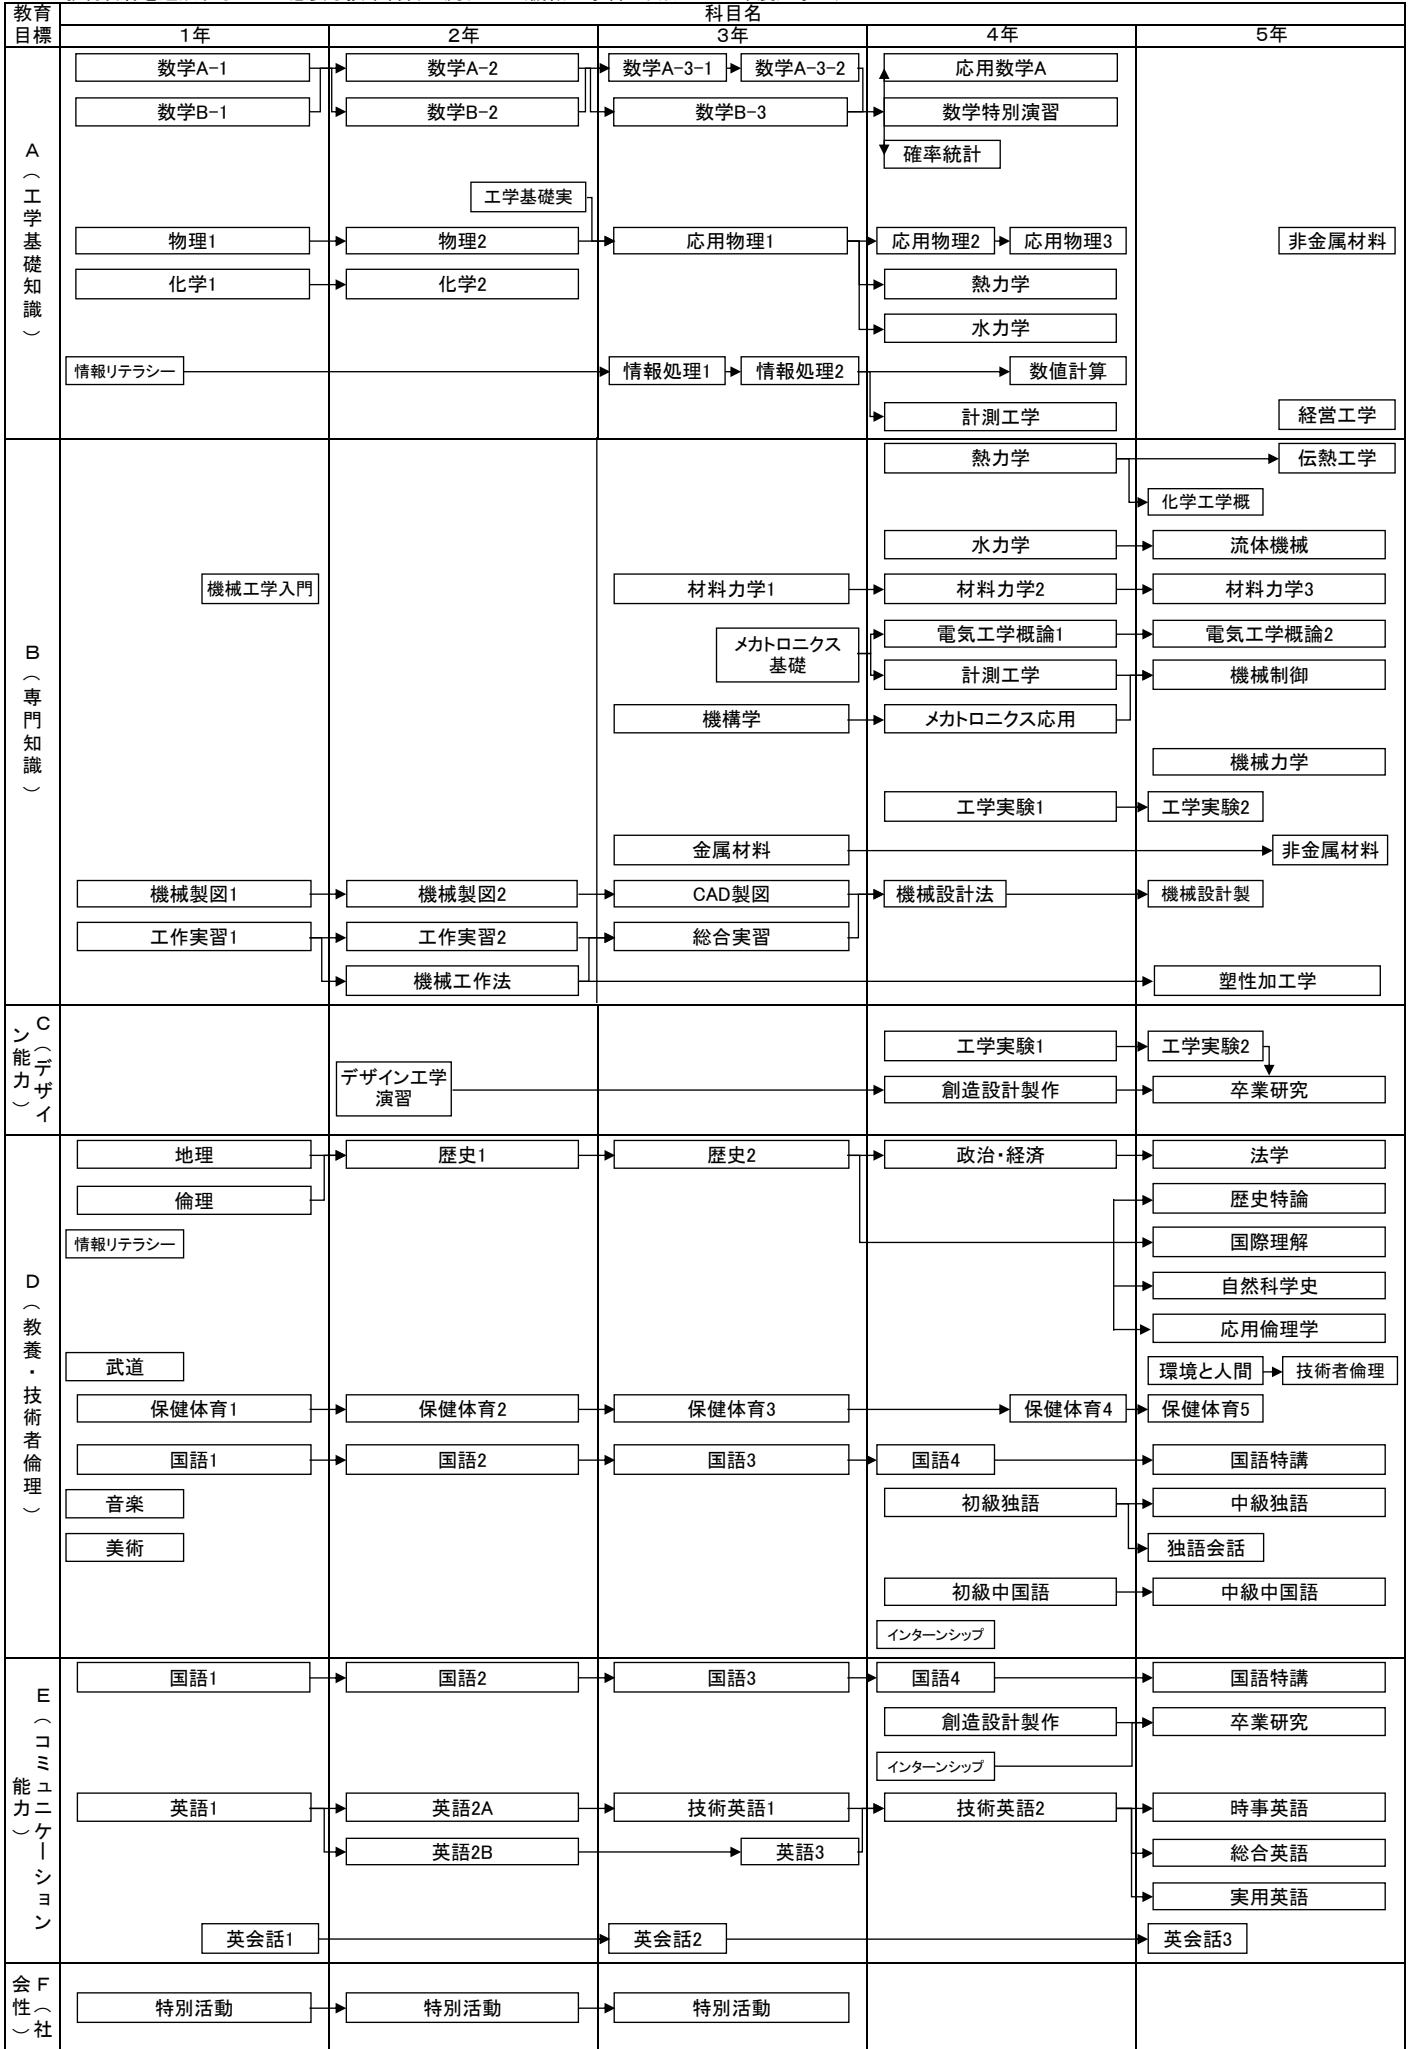 教育
目標
科目名
1年
2年
3年
4年
5年
A(工学基礎知識)
数学A-1
数学A-2
数学A-3-1
数学A-3-2
応用数学A
数学B-1
数学B-2
数学B-3
数学特別演習
確率統計
工学基礎実
物理1
物理2
応用物理1
応用物理2
応用物理3
非金属材料
化学1
化学2
熱力学
水力学
情報リテラシー
情報処理1
情報処理2
数値計算
計測工学
経営工学
B(専門知識)
熱力学
伝熱工学
化学工学概
水力学
流体機械
機械工学入門
材料力学1
材料力学2
材料力学3
メカトロニクス
基礎
電気工学概論1
電気工学概論2
計測工学
機械制御
機構学
メカトロニクス応用
機械力学
工学実験1
工学実験2
金属材料
非金属材料
機械製図1
機械製図2
CAD製図
機械設計法
機械設計製
工作実習1
工作実習2
総合実習
機械工作法
塑性加工学
C(デザイ
ン能力)
工学実験1
工学実験2
デザイン工学
演習
創造設計製作
卒業研究
D(教養・技術者倫理)
地理
歴史1
歴史2
政治・経済
法学
倫理
歴史特論
情報リテラシー
国際理解
自然科学史
応用倫理学
武道
環境と人間
技術者倫理
保健体育1
保健体育2
保健体育3
保健体育4
保健体育5
国語1
国語2
国語3
国語4
国語特講
音楽
初級独語
中級独語
美術
独語会話
初級中国語
中級中国語
インターンシップ
E(コミュニケーション
能力)
国語1
国語2
国語3
国語4
国語特講
創造設計製作
卒業研究
インターンシップ
英語1
英語2A
技術英語1
技術英語2
時事英語
英語2B
英語3
総合英語
実用英語
英会話1
英会話2
英会話3
F(社
会性)
特別活動
特別活動
特別活動